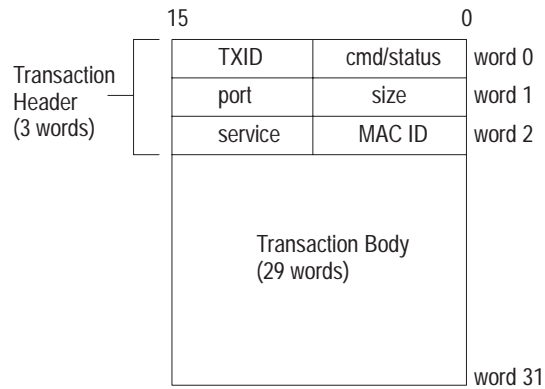 15 0
TXID cmd/status word 0
Transaction
Header
(3 words)
port size word 1
service MAC ID word 2
Transaction Body
(29 words)
word 31